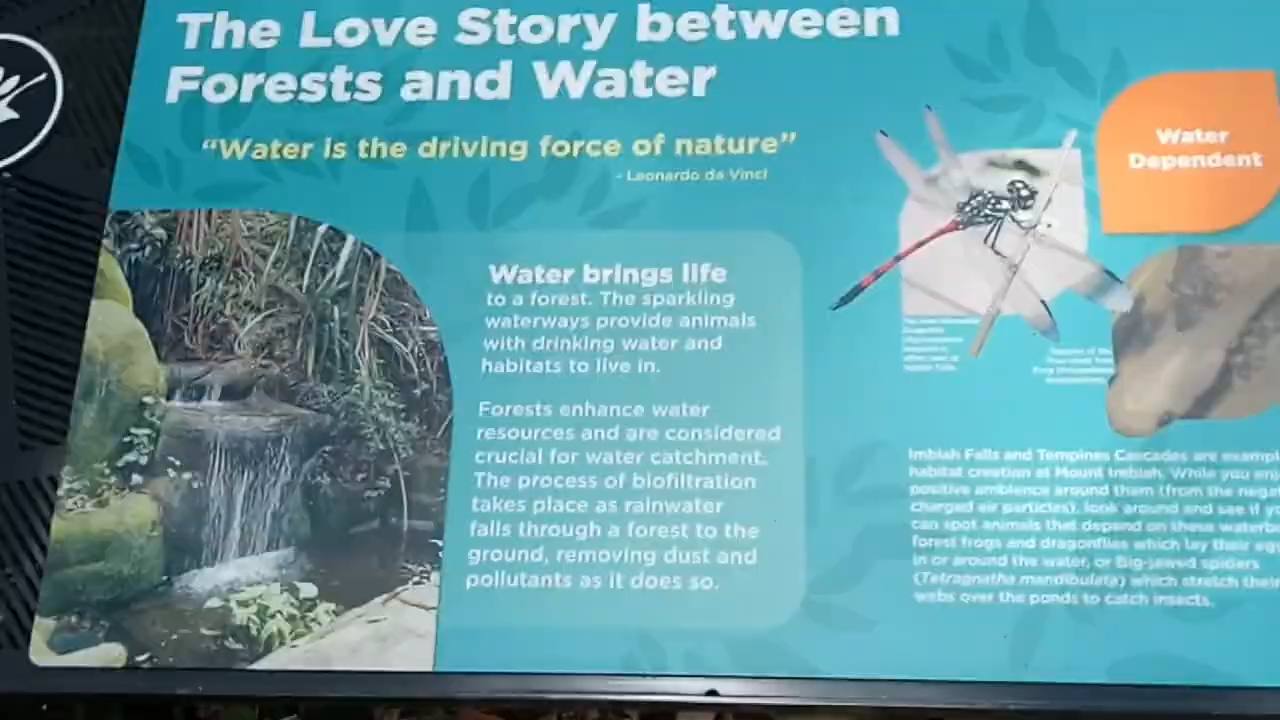 The Love Story between
Forests and Water
"Water is the driving force of nature"
- Leonardo da Vinci
Water brings life
to a forest. The sparkling
waterways provide animals
with drinking water and
habitats to live in.
Forests enhance water
resources and are considered
crucial for water catchment.
The process of biofiltration
takes place as rainwater
falls through a forest to the
ground, removing dust and
pollutants as it does so.
Water
Dependent
Imbiah Falls and Tempines Cascades are
habitat creation at Mount Imbiah. While you
positive ambience around them (from the
charged air particles), look around and see if
can spot animals that depend on these
forest frogs and dragonflies which lay their
in or around the water, or Big-jawed spiders
(Tetragnatha mandibulata) which stretch their
webs over the ponds to catch insects.